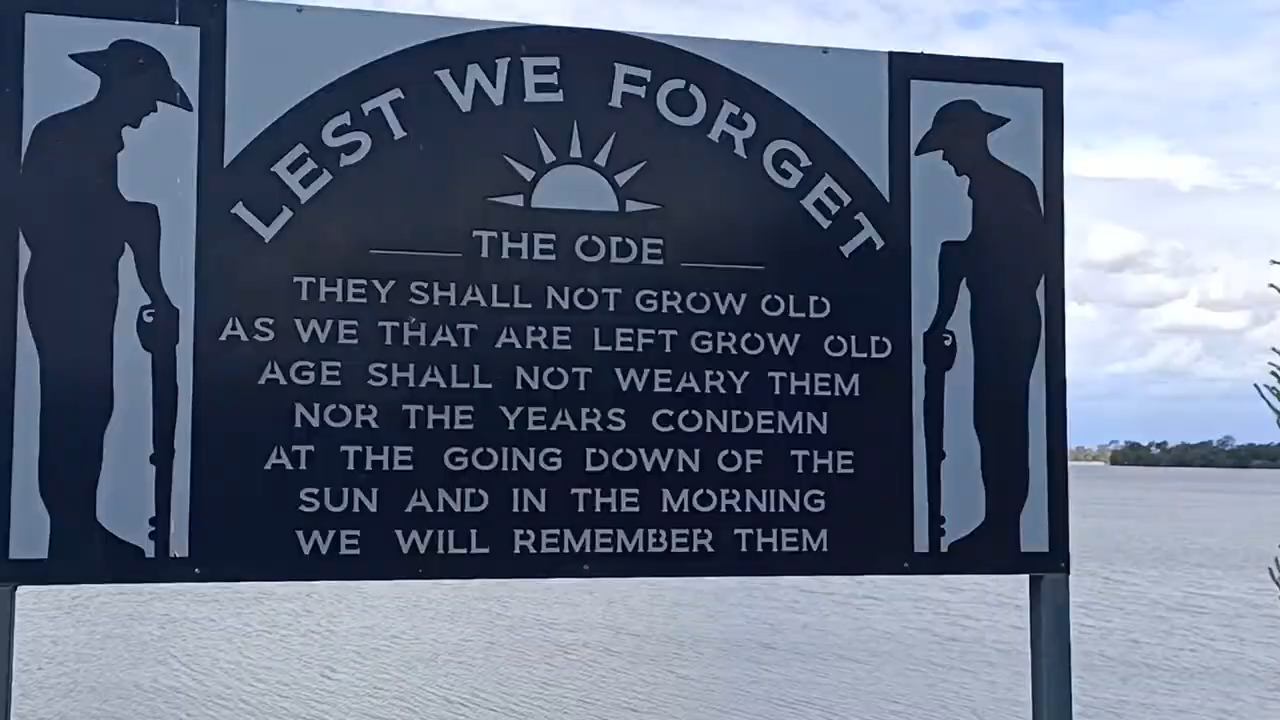 LEST WE FORGET
THE ODE
THEY SHALL NOT GROW OLD
AS WE THAT ARE LEFT GROW OLD
AGE SHALL NOT WEARY THEM
NOR THE YEARS CONDEMN
AT THE GOING DOWN OF THE
SUN AND IN THE MORNING
WE WILL REMEMBER THEM